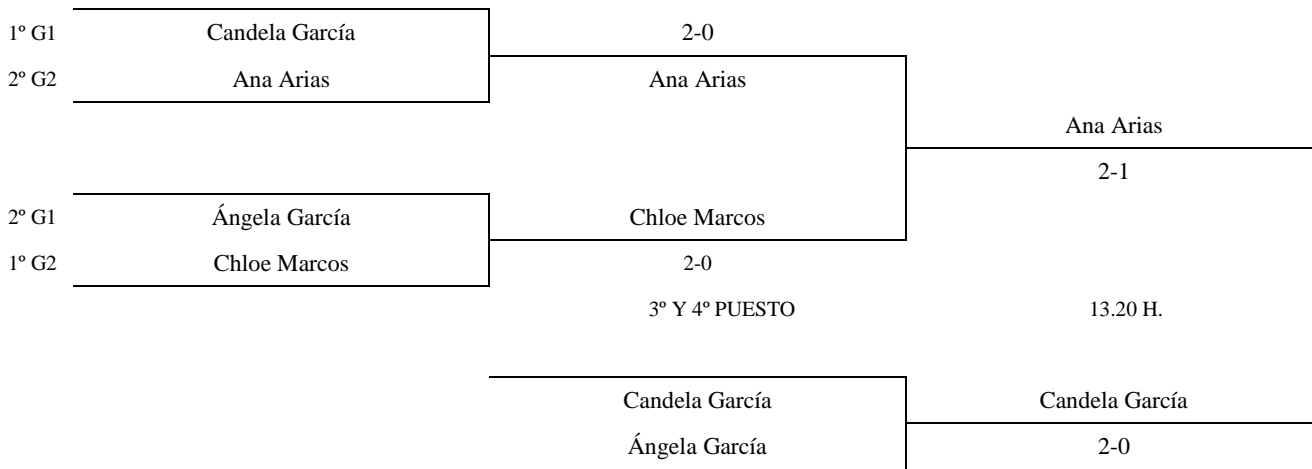 1º G1 Candela García 2-0
2º G2 Ana Arias Ana Arias
Ana Arias
2-1
2º G1 Ángela García Chloe Marcos
1º G2 Chloe Marcos 2-0
3º Y 4º PUESTO 13.20 H.
Candela García Candela García
Ángela García 2-0